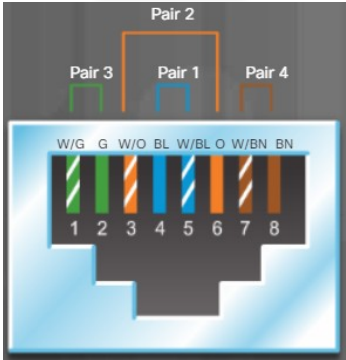 Pair 2
Pair 3 Pair 1 Pair 4
W/G G W/O BL W/BL O W/BN BN
1 2 3 4 5 6 7 8